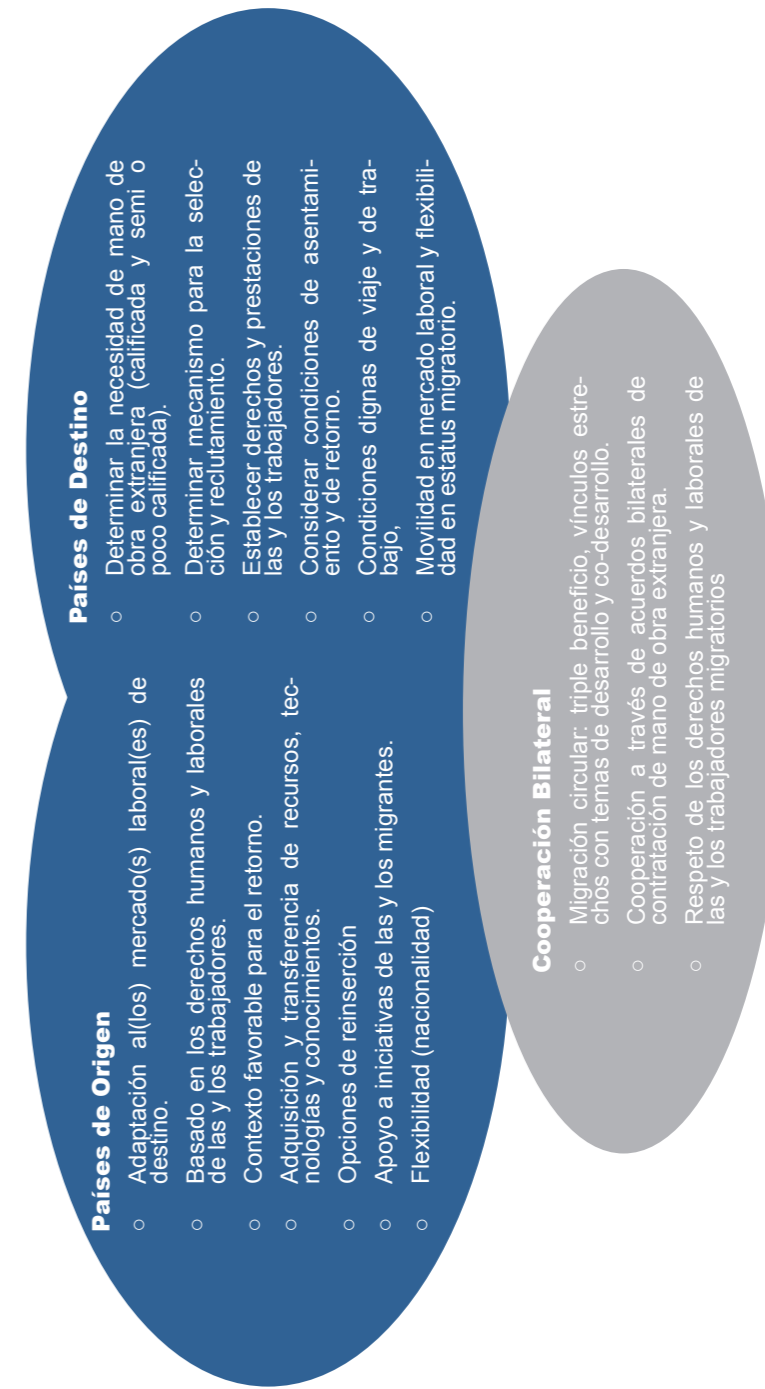 Países de Origen
○ Adaptación al(los) mercado(s) laboral(es) de
destino.
○ Basado en los derechos humanos y laborales
de las y los trabajadores.
○ Contexto favorable para el retorno.
○ Adquisición y transferencia de recursos, tec-
nologías y conocimientos.
○ Opciones de reinserción
○ Apoyo a iniciativas de las y los migrantes.
○ Flexibilidad (nacionalidad)
Países de Destino
○ Determinar la necesidad de mano de
obra extranjera (calificada y semi o
poco calificada).
○ Determinar mecanismo para la selec-
ción y reclutamiento.
○ Establecer derechos y prestaciones de
las y los trabajadores.
○ Considerar condiciones de asentami-
ento y de retorno.
○ Condiciones dignas de viaje y de tra-
bajo,
○ Movilidad en mercado laboral y flexibili-
dad en estatus migratorio.
Cooperación Bilateral
○ Migración circular: triple beneficio, vínculos estre-
chos con temas de desarrollo y co-desarrollo.
○ Cooperación a través de acuerdos bilaterales de
contratación de mano de obra extranjera.
○ Respeto de los derechos humanos y laborales de
las y los trabajadores migratorios